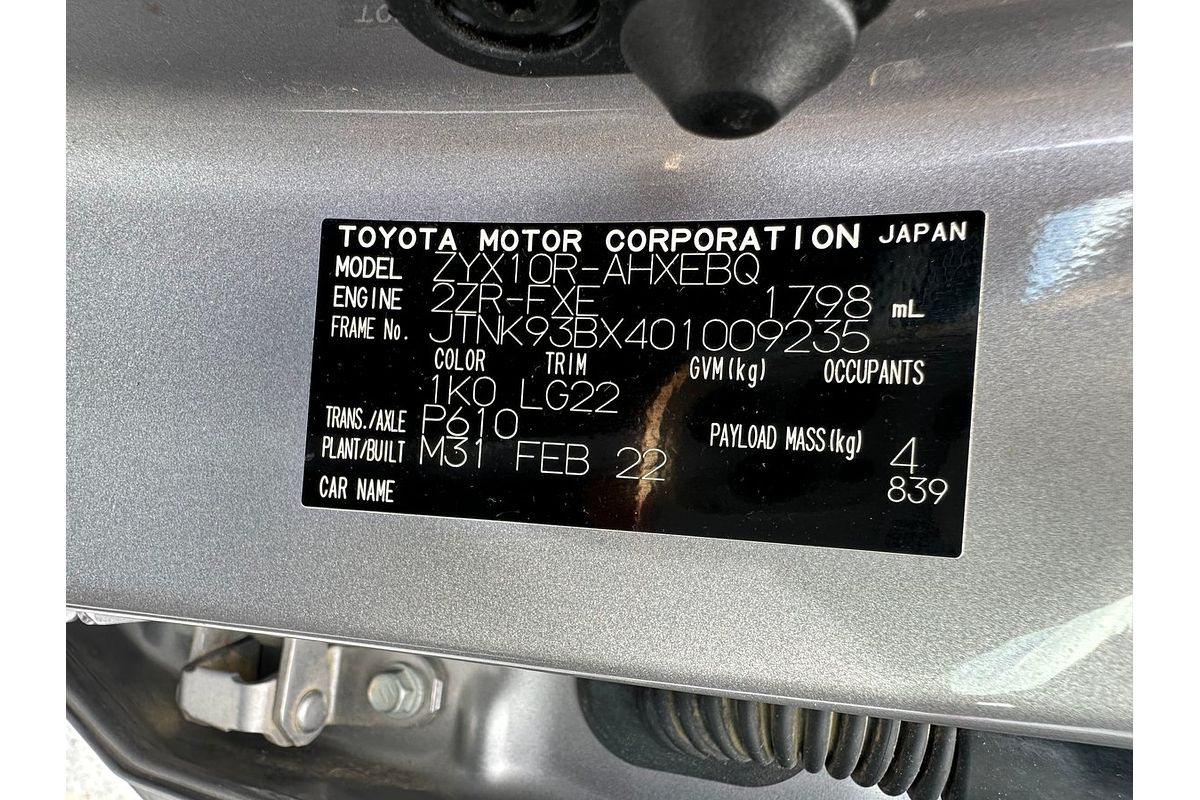 TOYOTA MOTOR CORPORATION JAPAN
MODEL ZYX10R-AHXEBQ
ENGINE 2ZR-FXE 1798 mL
FRAME No. JTNK93BX401009235
COLOR TRIM GVM(kg) OCCUPANTS
1K0 LG22
TRANS./AXLE P610 PAYLOAD MASS(kg) 4
PLANT/BUILT M31 FEB 22 839
CAR NAME